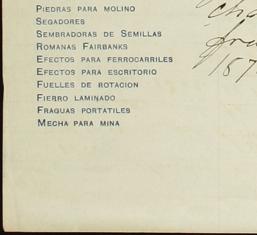 PIEDRAS PARA MOLINO
SEGADORES
SEMBRADORAS DE SEMILLAS
ROMANAS FAIRBANKS
EFECTOS PARA FERROCARRILES
EFECTOS PARA ESCRITORIO
FUELLES DE ROTACION
FIERRO LAMINADO
FRAGUAS PORTATILES
MECHA PARA MINA
187